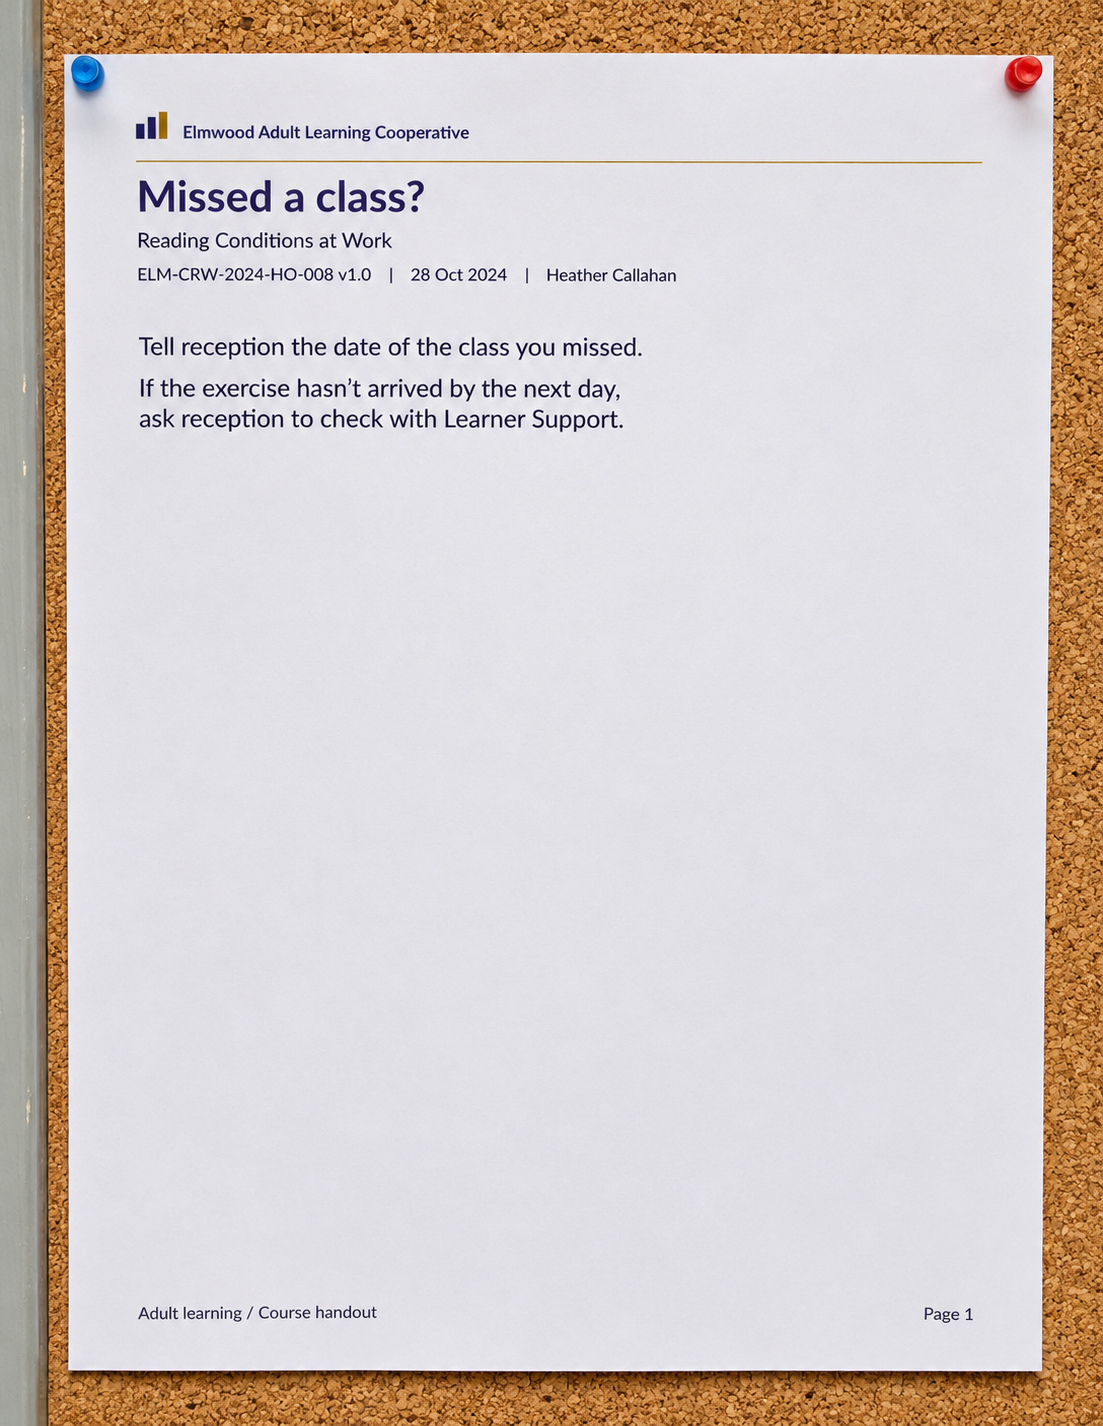 Elmwood Adult Learning Cooperative
Missed a class?
Reading Conditions at Work
ELM-CRW-2024-HO-008 v1.0 | 28 Oct 2024 | Heather Callahan
Tell reception the date of the class you missed.
If the exercise hasn’t arrived by the next day,
ask reception to check with Learner Support.
Adult learning / Course handout Page 1